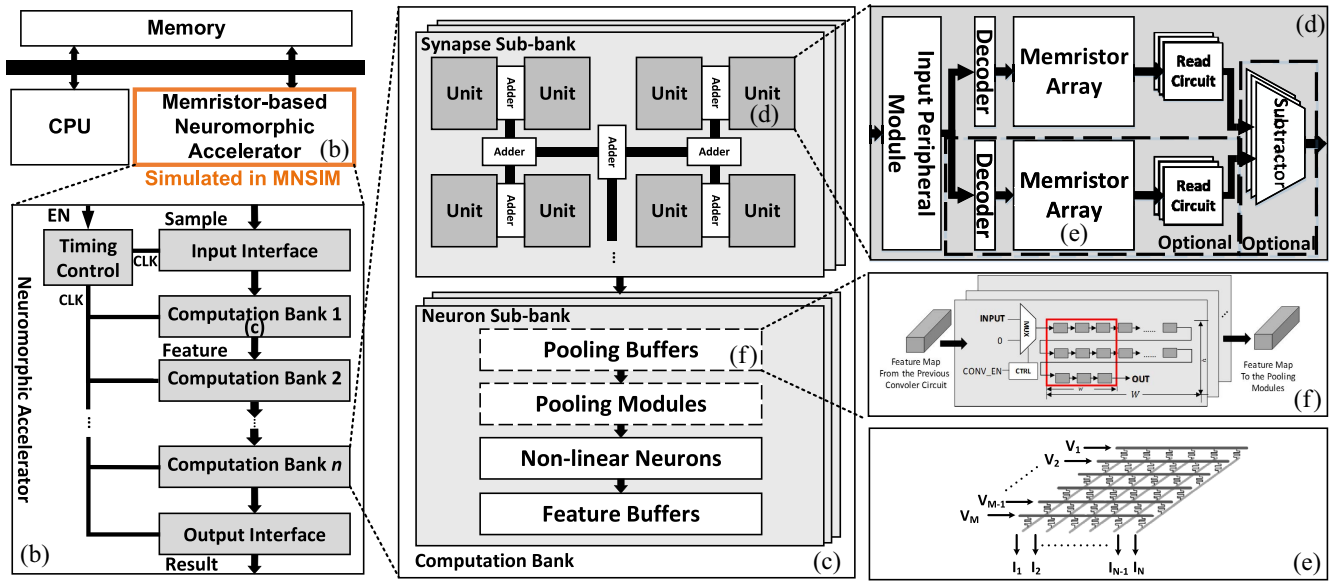 Memory
CPU
Memristor-based
Neuromorphic
Accelerator
(b)
Simulated in MNSIM
EN
Sample
Timing
Control
CLK
Input Interface
CLK
Computation Bank 1
(c)
Feature
Computation Bank 2
Computation Bank n
Output Interface
Result
Neuromorphic Accelerator
(b)
Synapse Sub-bank
Unit
Adder
Unit
Unit
Adder
Unit
(d)
Adder
Adder
Adder
Unit
Adder
Unit
Unit
Adder
Unit
...
Neuron Sub-bank
Pooling Buffers
(f)
Pooling Modules
Non-linear Neurons
Feature Buffers
Computation Bank
(c)
(d)
Input Peripheral
Module
Decoder
Memristor
Array
Read
Circuit
Decoder
Memristor
Array
(e)
Read
Circuit
Subtractor
Optional
Optional
INPUT
0
MUX
CONV_EN
CTRL
......
......
OUT
w
W
h
Feature Map
From the Previous
Convoler Circuit
Feature Map
To the Pooling
Modules
(f)
V1
V2
VM-1
VM
I1 I2 IN-1 IN
(e)